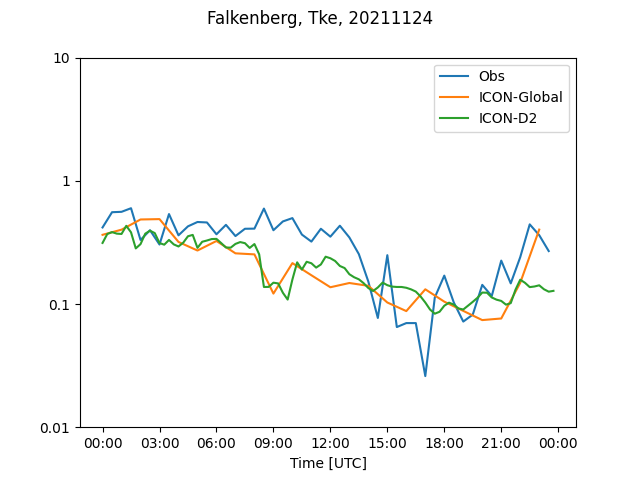 Falkenberg, Tke, 20211124
10
1
0.1
0.01
Obs
ICON-Global
ICON-D2
00:00 03:00 06:00 09:00 12:00 15:00 18:00 21:00 00:00
Time [UTC]